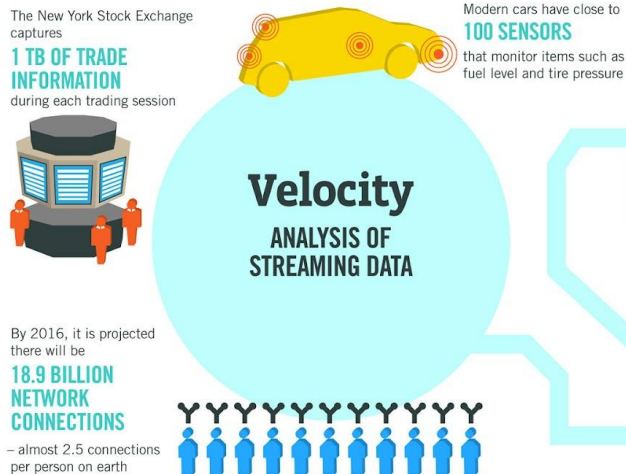 The New York Stock Exchange
captures
1 TB OF TRADE
INFORMATION
during each trading session
Modern cars have close to
100 SENSORS
that monitor items such as
fuel level and tire pressure
Velocity
ANALYSIS OF
STREAMING DATA
By 2016, it is projected
there will be
18.9 BILLION
NETWORK
CONNECTIONS
– almost 2.5 connections
per person on earth